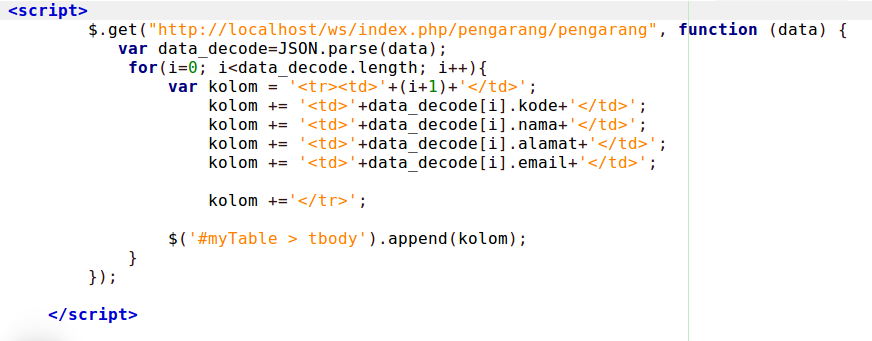 <script>
$.get("http://localhost/ws/index.php/pengarang/pengarang", function (data) {
var data_decode=JSON.parse(data);
for(i=0; i<data_decode.length; i++){
var kolom = '<tr><td>'+(i+1)+'</td>';
kolom += '<td>'+data_decode[i].kode+'</td>';
kolom += '<td>'+data_decode[i].nama+'</td>';
kolom += '<td>'+data_decode[i].alamat+'</td>';
kolom += '<td>'+data_decode[i].email+'</td>';
kolom +='</tr>';
$('#myTable > tbody').append(kolom);
}
});
</script>